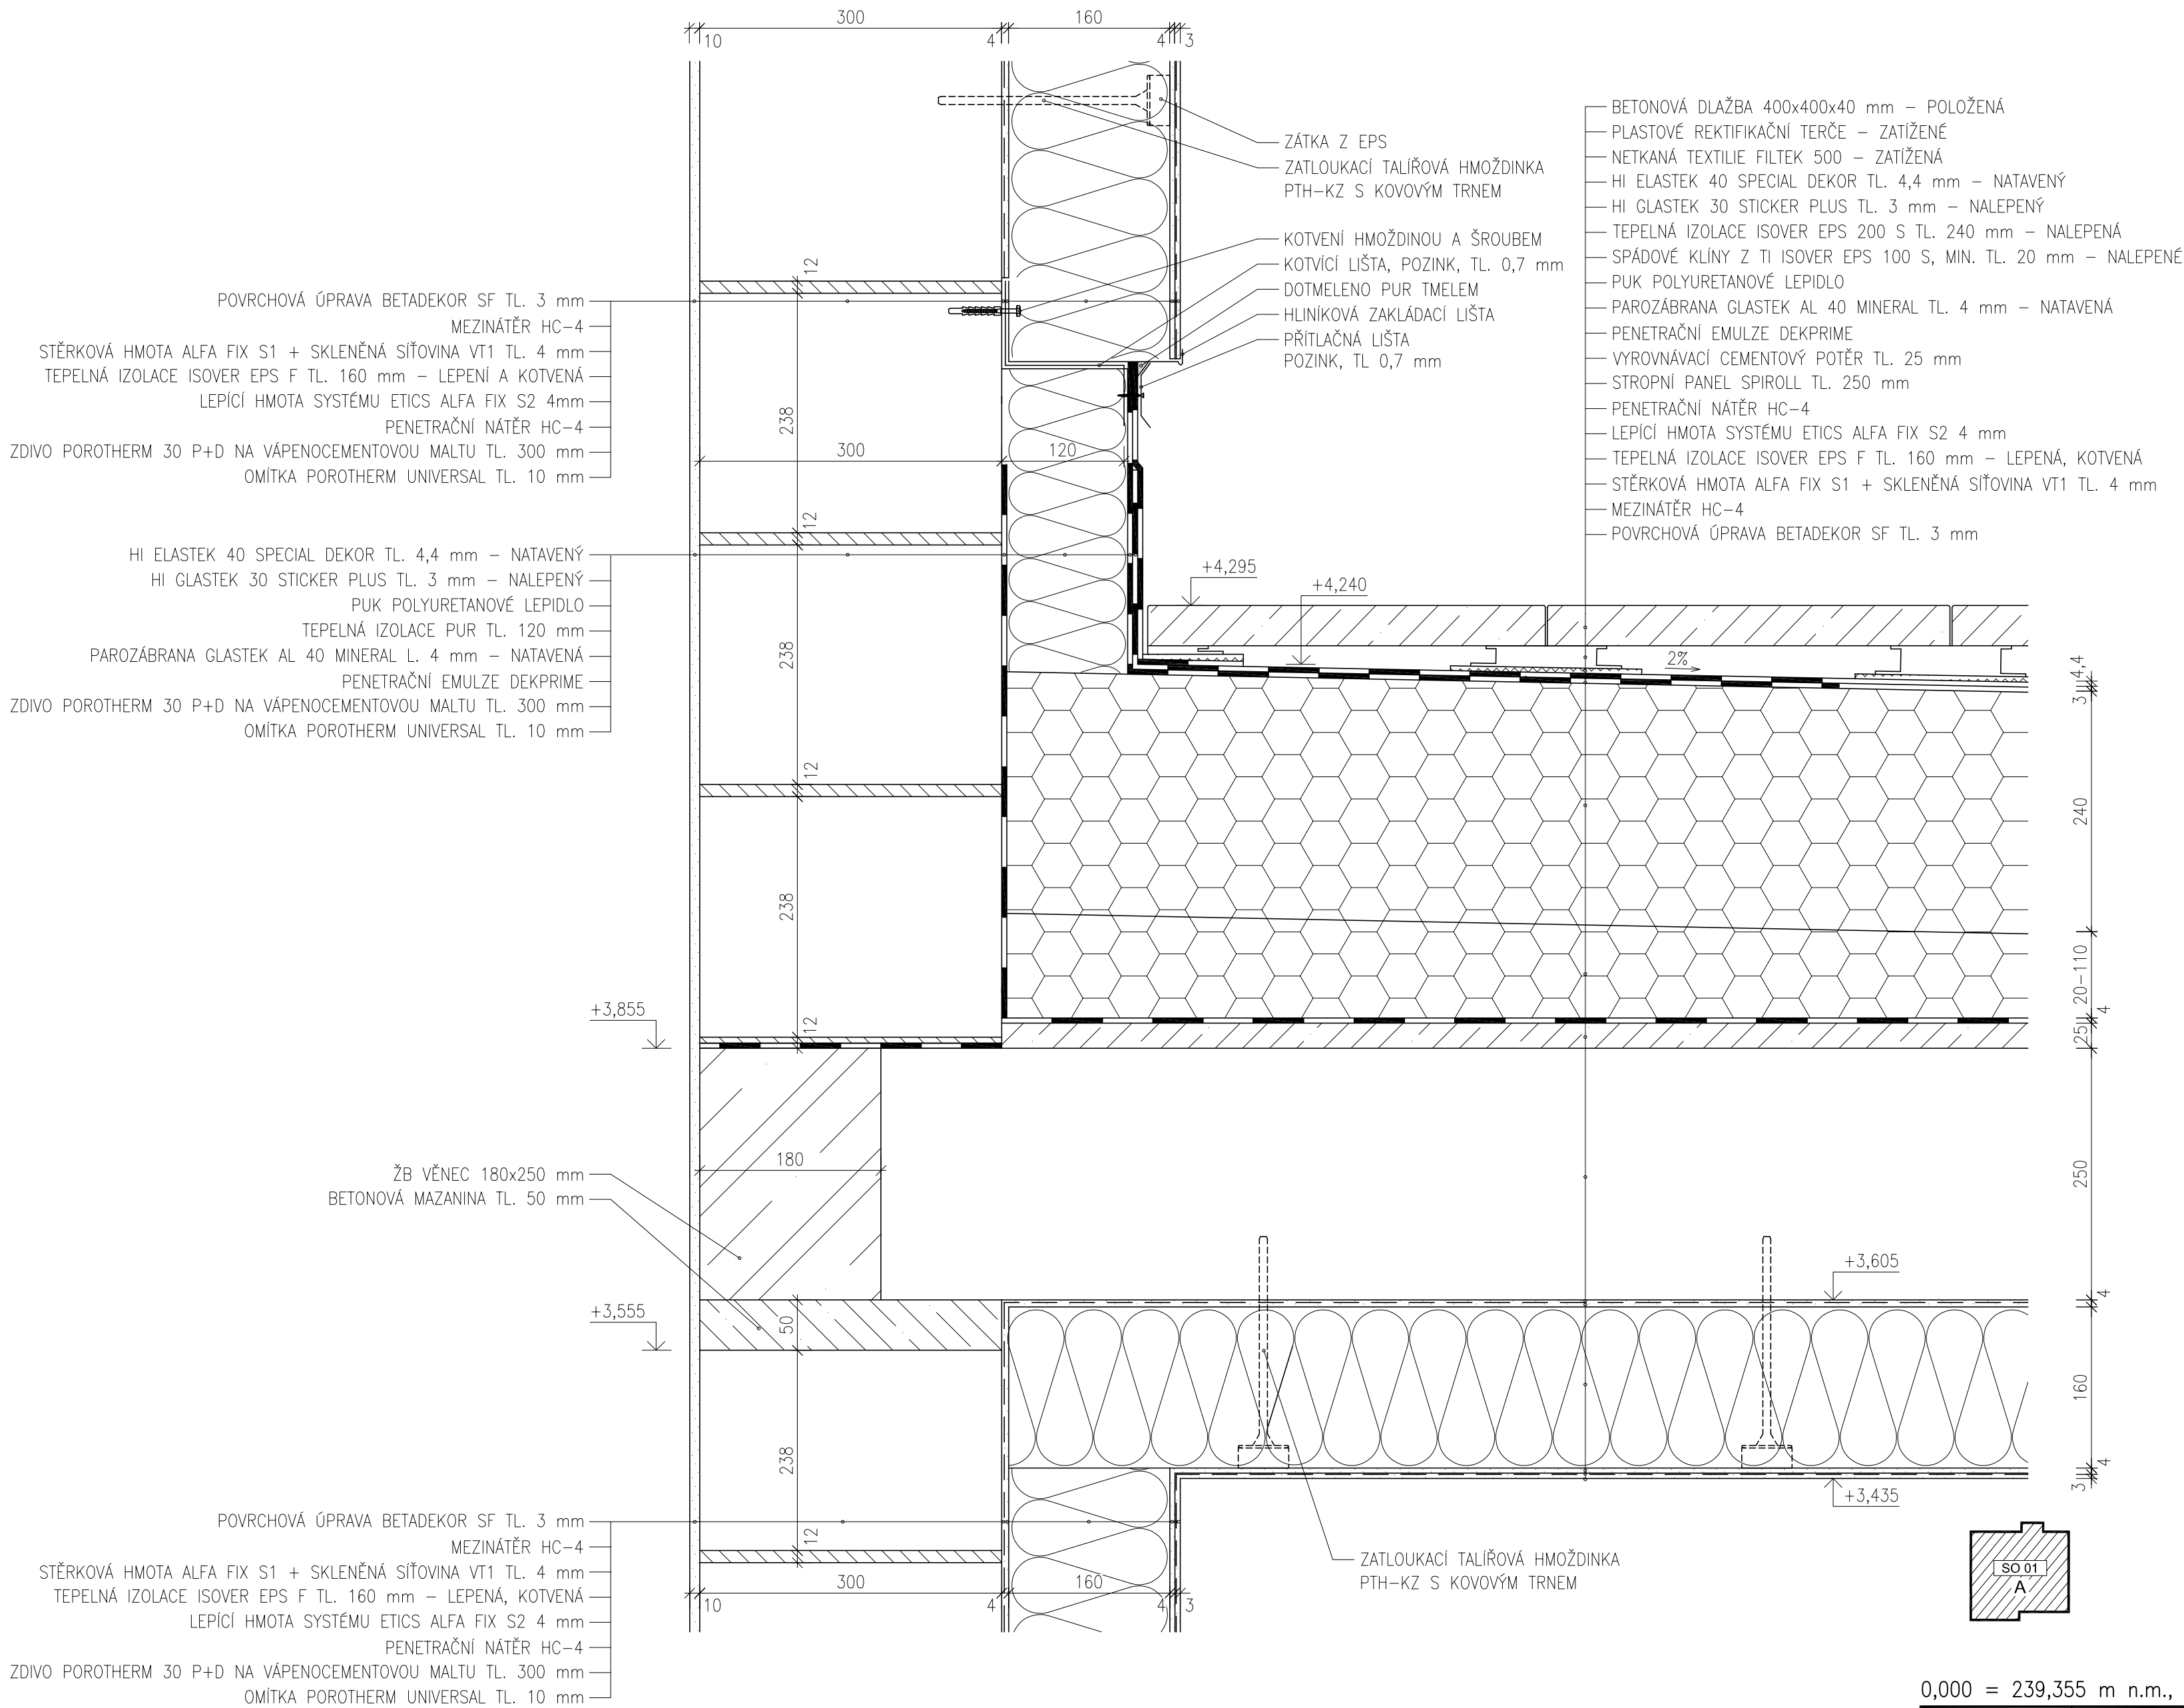 300
160
10
4
4
3
BETONOVÁ DLAŽBA 400x400x40 mm – POLOŽENÁ
PLASTOVÉ REKTIFIKAČNÍ TERČE – ZATÍŽENÉ
NETKANÁ TEXTILIE FILTEK 500 – ZATÍŽENÁ
HI ELASTEK 40 SPECIAL DEKOR TL. 4,4 mm – NATAVENÝ
HI GLASTEK 30 STICKER PLUS TL. 3 mm – NALEPENÝ
TEPELNÁ IZOLACE ISOVER EPS 200 S TL. 240 mm – NALEPENÁ
SPÁDOVÉ KLÍNY Z TI ISOVER EPS 100 S, MIN. TL. 20 mm – NALEPENÉ
PUK POLYURETANOVÉ LEPIDLO
PAROZÁBRANA GLASTEK AL 40 MINERAL TL. 4 mm – NATAVENÁ
PENETRAČNÍ EMULZE DEKPRIME
VYROVNÁVACÍ CEMENTOVÝ POTĚR TL. 25 mm
STROPNÍ PANEL SPIROLL TL. 250 mm
PENETRAČNÍ NÁTĚR HC–4
LEPÍCÍ HMOTA SYSTÉMU ETICS ALFA FIX S2 4 mm
TEPELNÁ IZOLACE ISOVER EPS F TL. 160 mm – LEPENÁ, KOTVENÁ
STĚRKOVÁ HMOTA ALFA FIX S1 + SKLENĚNÁ SÍŤOVINA VT1 TL. 4 mm
MEZINÁTĚR HC–4
POVRCHOVÁ ÚPRAVA BETADEKOR SF TL. 3 mm
ZÁTKA Z EPS
ZATLOUKACÍ TALÍŘOVÁ HMOŽDINKA
PTH–KZ S KOVOVÝM TRNEM
KOTVENÍ HMOŽDINOU A ŠROUBEM
KOTVÍCÍ LIŠTA, POZINK, TL. 0,7 mm
DOTMELENO PUR TMELEM
HLINÍKOVÁ ZAKLÁDACÍ LIŠTA
PŘÍTLAČNÁ LIŠTA
POZINK, TL 0,7 mm
POVRCHOVÁ ÚPRAVA BETADEKOR SF TL. 3 mm
MEZINÁTĚR HC–4
STĚRKOVÁ HMOTA ALFA FIX S1 + SKLENĚNÁ SÍŤOVINA VT1 TL. 4 mm
TEPELNÁ IZOLACE ISOVER EPS F TL. 160 mm – LEPENÍ A KOTVENÁ
LEPÍCÍ HMOTA SYSTÉMU ETICS ALFA FIX S2 4mm
PENETRAČNÍ NÁTĚR HC–4
ZDIVO POROTHERM 30 P+D NA VÁPENOCEMENTOVOU MALTU TL. 300 mm
OMÍTKA POROTHERM UNIVERSAL TL. 10 mm
12
238
300
120
12
HI ELASTEK 40 SPECIAL DEKOR TL. 4,4 mm – NATAVENÝ
HI GLASTEK 30 STICKER PLUS TL. 3 mm – NALEPENÝ
PUK POLYURETANOVÉ LEPIDLO
TEPELNÁ IZOLACE PUR TL. 120 mm
PAROZÁBRANA GLASTEK AL 40 MINERAL L. 4 mm – NATAVENÁ
PENETRAČNÍ EMULZE DEKPRIME
ZDIVO POROTHERM 30 P+D NA VÁPENOCEMENTOVOU MALTU TL. 300 mm
OMÍTKA POROTHERM UNIVERSAL TL. 10 mm
238
12
238
12
+4,295
+4,240
2%
4,4
3
240
20–110
4
25
250
4
160
4
3
+3,855
180
ŽB VĚNEC 180x250 mm
BETONOVÁ MAZANINA TL. 50 mm
+3,555
50
+3,605
238
+3,435
12
POVRCHOVÁ ÚPRAVA BETADEKOR SF TL. 3 mm
MEZINÁTĚR HC–4
STĚRKOVÁ HMOTA ALFA FIX S1 + SKLENĚNÁ SÍŤOVINA VT1 TL. 4 mm
TEPELNÁ IZOLACE ISOVER EPS F TL. 160 mm – LEPENÁ, KOTVENÁ
LEPÍCÍ HMOTA SYSTÉMU ETICS ALFA FIX S2 4 mm
PENETRAČNÍ NÁTĚR HC–4
ZDIVO POROTHERM 30 P+D NA VÁPENOCEMENTOVOU MALTU TL. 300 mm
OMÍTKA POROTHERM UNIVERSAL TL. 10 mm
300
160
10
4
4
3
ZATLOUKACÍ TALÍŘOVÁ HMOŽDINKA
PTH–KZ S KOVOVÝM TRNEM
SO 01
A
0,000 = 239,355 m n.m.,